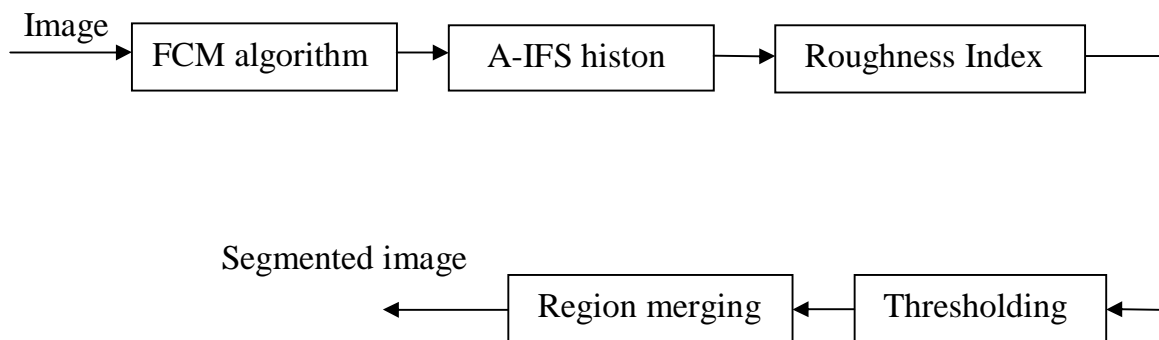 Image
FCM algorithm
A-IFS histon
Roughness Index
Segmented image
Region merging
Thresholding